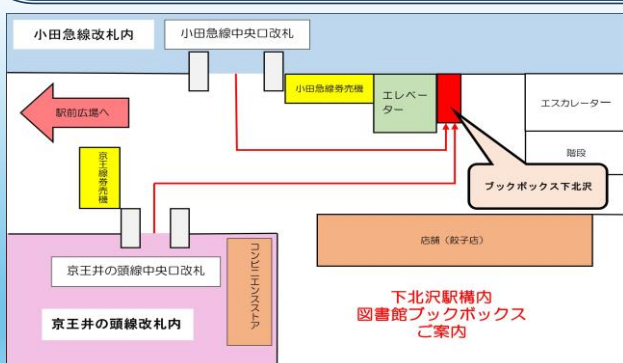 小田急線改札内
小田急線中央口改札
小田急線券売機
エレベー
ター
エスカレーター
階段
駅前広場へ
京王線券売機
ブックボックス下北沢
店舗（餃子店）
京王井の頭線中央口改札
コンビニエンスストア
京王井の頭線改札内
下北沢駅構内
図書館ブックボックス
ご案内